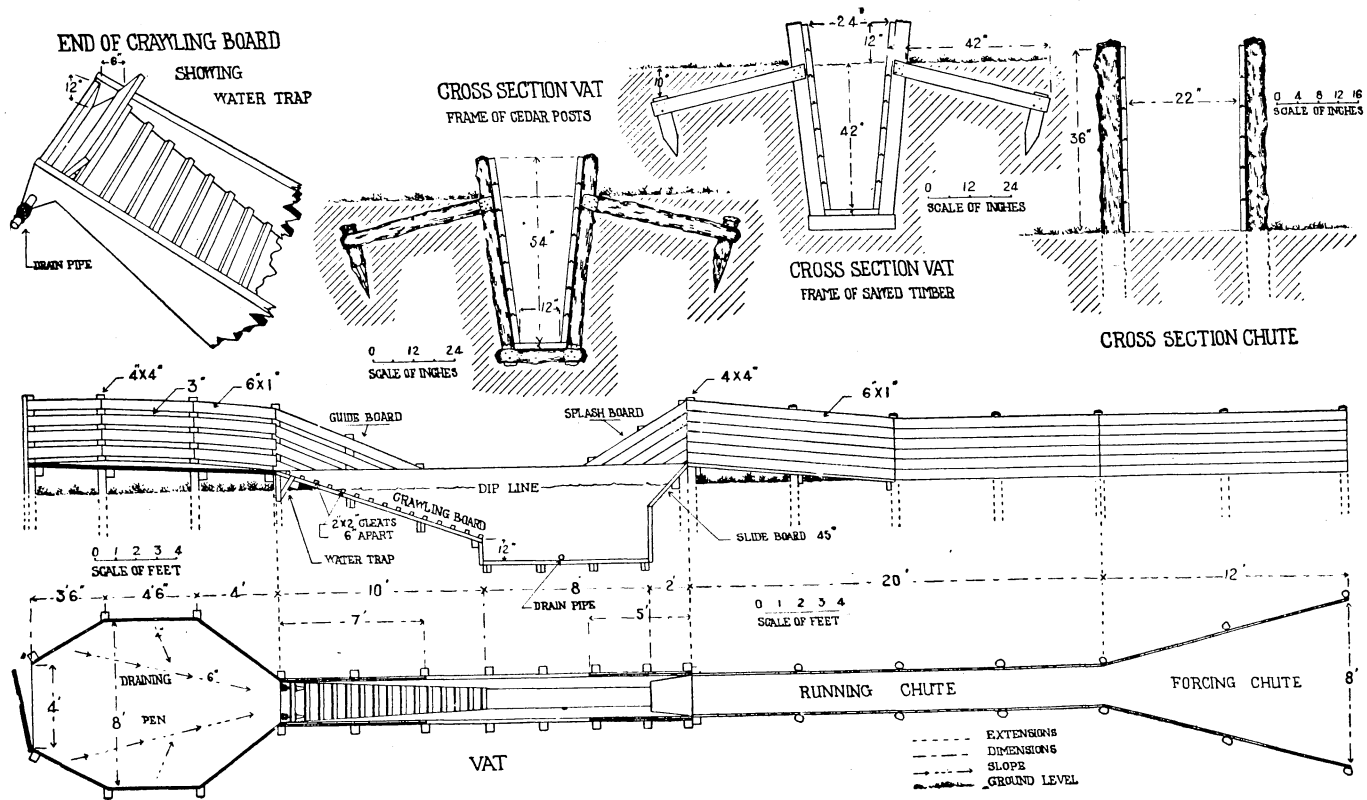 END OF CRAWLING BOARD
SHOWING
WATER TRAP
6"
12"
DRAIN PIPE
CROSS SECTION VAT
FRAME OF CEDAR POSTS
54"
12"
0 12 24
SCALE OF INCHES
24"
12"
42"
10"
42"
0 12 24
SCALE OF INCHES
CROSS SECTION VAT
FRAME OF SAWED TIMBER
36"
22"
0 4 8 12 16
SCALE OF INCHES
CROSS SECTION CHUTE
4"X4"
3"
6"X1"
GUIDE BOARD
SPLASH BOARD
4X4"
6"X1"
DIP LINE
CRAWLING BOARD
2"X2" CLEATS
6" APART
WATER TRAP
12"
DRAIN PIPE
SLIDE BOARD 45°
0 1 2 3 4
SCALE OF FEET
0 1 2 3 4
SCALE OF FEET
3'6" 4'6" 4' 10' 8 2' 20' 12'
7'
5'
4'
8'
DRAINING
PEN
4"
6"
VAT
RUNNING CHUTE
FORCING CHUTE
8'
EXTENSIONS
DIMENSIONS
SLOPE
GROUND LEVEL